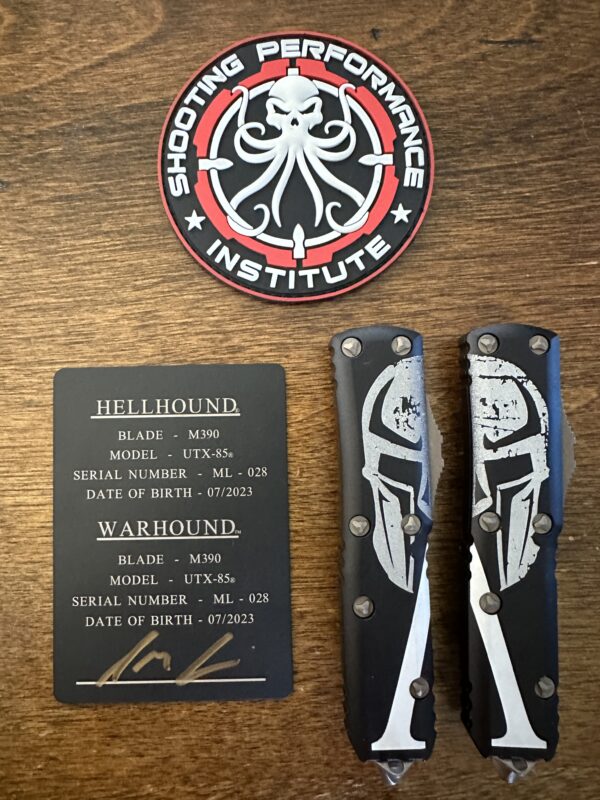 SHOOTING PERFORMANCE
INSTITUTE
HELLHOUND®
BLADE - M390
MODEL - UTX-85®
SERIAL NUMBER - ML - 028
DATE OF BIRTH - 07/2023
WARHOUND™
BLADE - M390
MODEL - UTX-85®
SERIAL NUMBER - ML - 028
DATE OF BIRTH - 07/2023